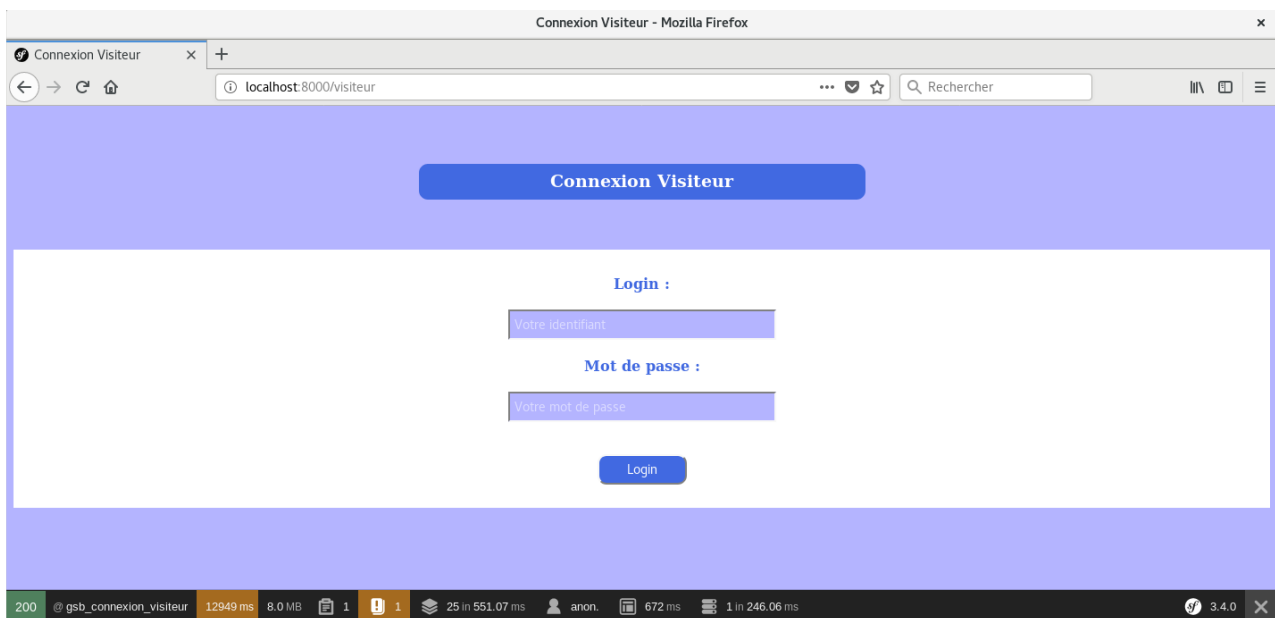 Connexion Visiteur - Mozilla Firefox
Connexion Visiteur
localhost:8000/visiteur
Rechercher
Connexion Visiteur
Login :
Votre identifiant
Mot de passe :
Votre mot de passe
Login
200 @ gsb_connexion_visiteur 12949 ms 8.0 MB 1 1 25 in 551.07 ms anon. 672 ms 1 in 246.06 ms sf 3.4.0